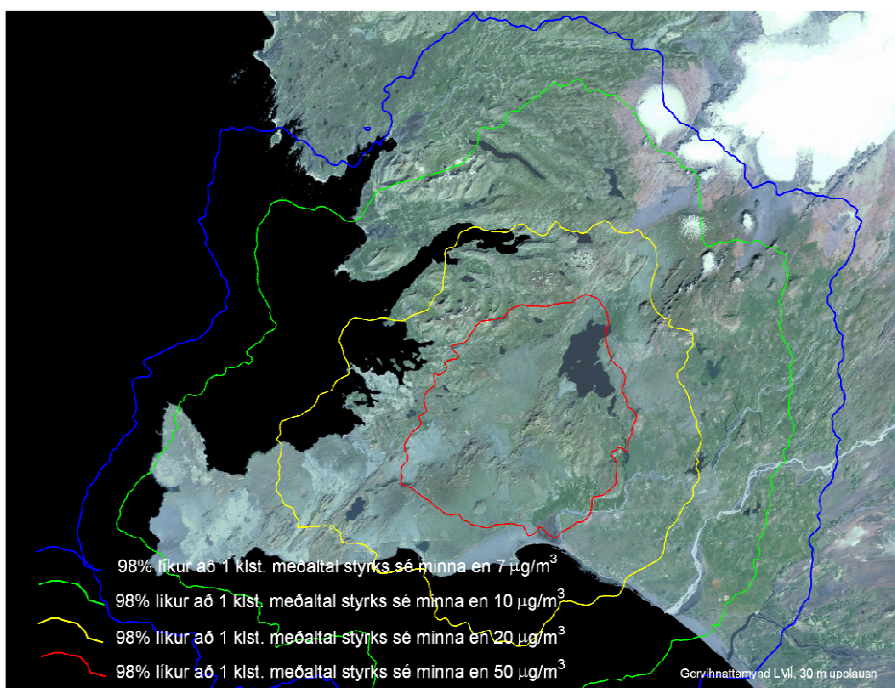 98% líkur að 1 klst. meðaltal styrks sé minna en 7 µg/m³
98% líkur að 1 klst. meðaltal styrks sé minna en 10 µg/m³
98% líkur að 1 klst. meðaltal styrks sé minna en 20 µg/m³
98% líkur að 1 klst. meðaltal styrks sé minna en 50 µg/m³
Gervihnattamynd LMÍ, 30 m upplausn